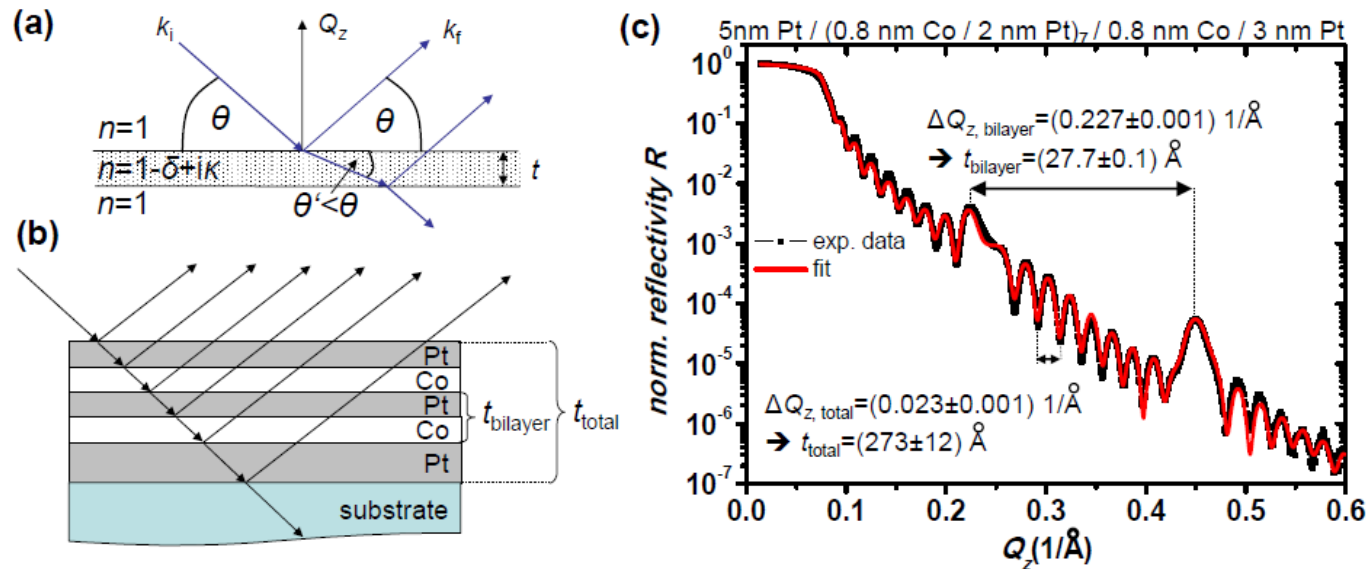 (a)
k_i
Q_z
k_f
θ
θ
n=1
n=1-δ+iκ
t
n=1
θ'<θ
(b)
Pt
Co
Pt
Co
Pt
t_bilayer
t_total
substrate
(c)
5nm Pt / (0.8 nm Co / 2 nm Pt)_7 / 0.8 nm Co / 3 nm Pt
norm. reflectivity R
10^0
10^-1
10^-2
10^-3
10^-4
10^-5
10^-6
10^-7
ΔQ_z, bilayer=(0.227±0.001) 1/Å
➔ t_bilayer=(27.7±0.1) Å
exp. data
fit
ΔQ_z, total=(0.023±0.001) 1/Å
➔ t_total=(273±12) Å
0.0 0.1 0.2 0.3 0.4 0.5 0.6
Q_z(1/Å)